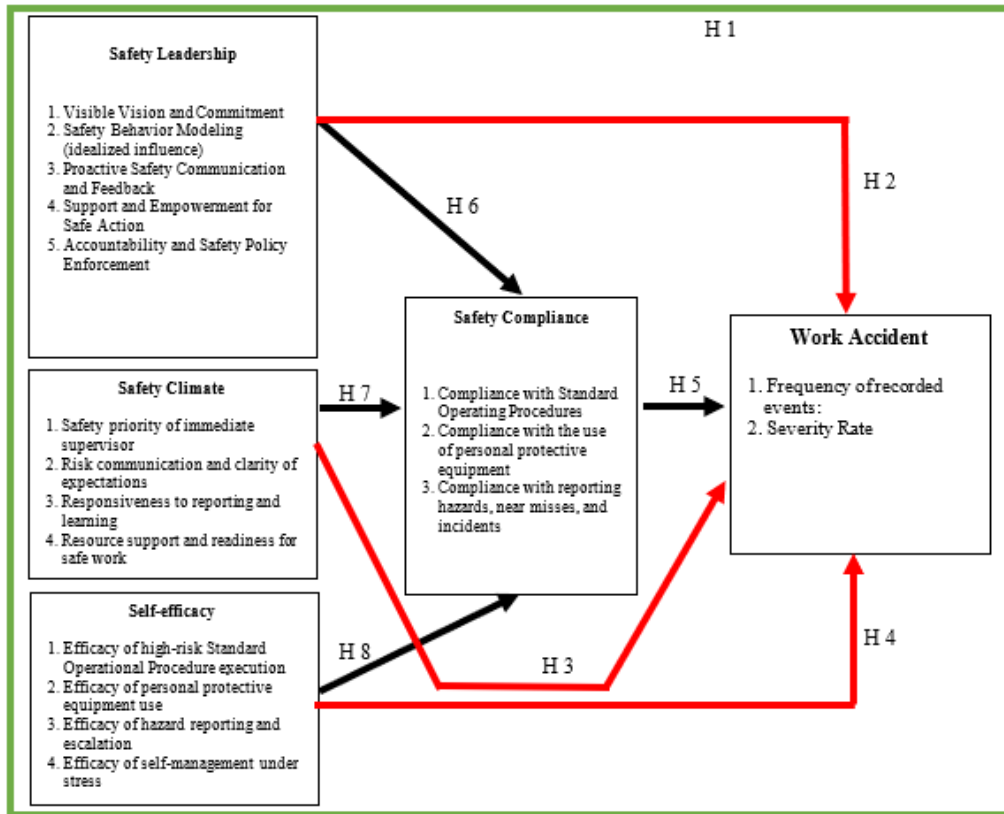 H 1
Safety Leadership
1. Visible Vision and Commitment
2. Safety Behavior Modeling
(idealized influence)
3. Proactive Safety Communication
and Feedback
4. Support and Empowerment for
Safe Action
5. Accountability and Safety Policy
Enforcement
H 2
H 6
Safety Compliance
1. Compliance with Standard
Operating Procedures
2. Compliance with the use
of personal protective
equipment
3. Compliance with reporting
hazards, near misses, and
incidents
Work Accident
1. Frequency of recorded
events:
2. Severity Rate
H 7
H 5
Safety Climate
1. Safety priority of immediate
supervisor
2. Risk communication and clarity of
expectations
3. Responsiveness to reporting and
learning
4. Resource support and readiness for
safe work
Self-efficacy
1. Efficacy of high-risk Standard
Operational Procedure execution
2. Efficacy of personal protective
equipment use
3. Efficacy of hazard reporting and
escalation
4. Efficacy of self-management under
stress
H 8
H 3
H 4